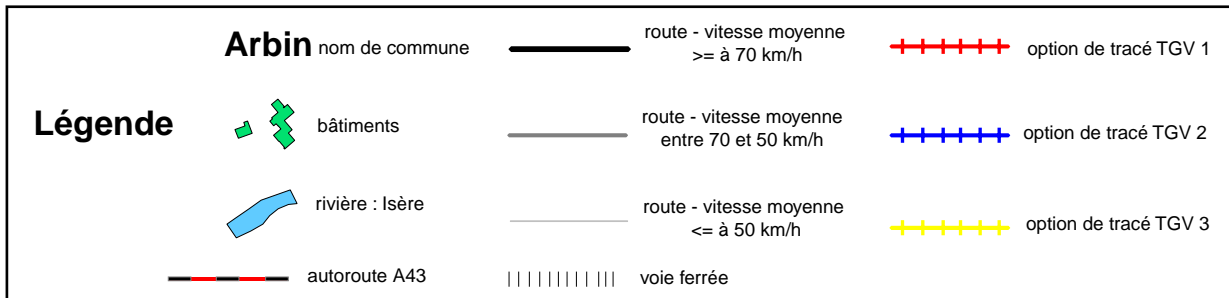 Légende
Arbin nom de commune
bâtiments
rivière : Isère
autoroute A43
route - vitesse moyenne
>= à 70 km/h
route - vitesse moyenne
entre 70 et 50 km/h
route - vitesse moyenne
<= à 50 km/h
voie ferrée
option de tracé TGV 1
option de tracé TGV 2
option de tracé TGV 3